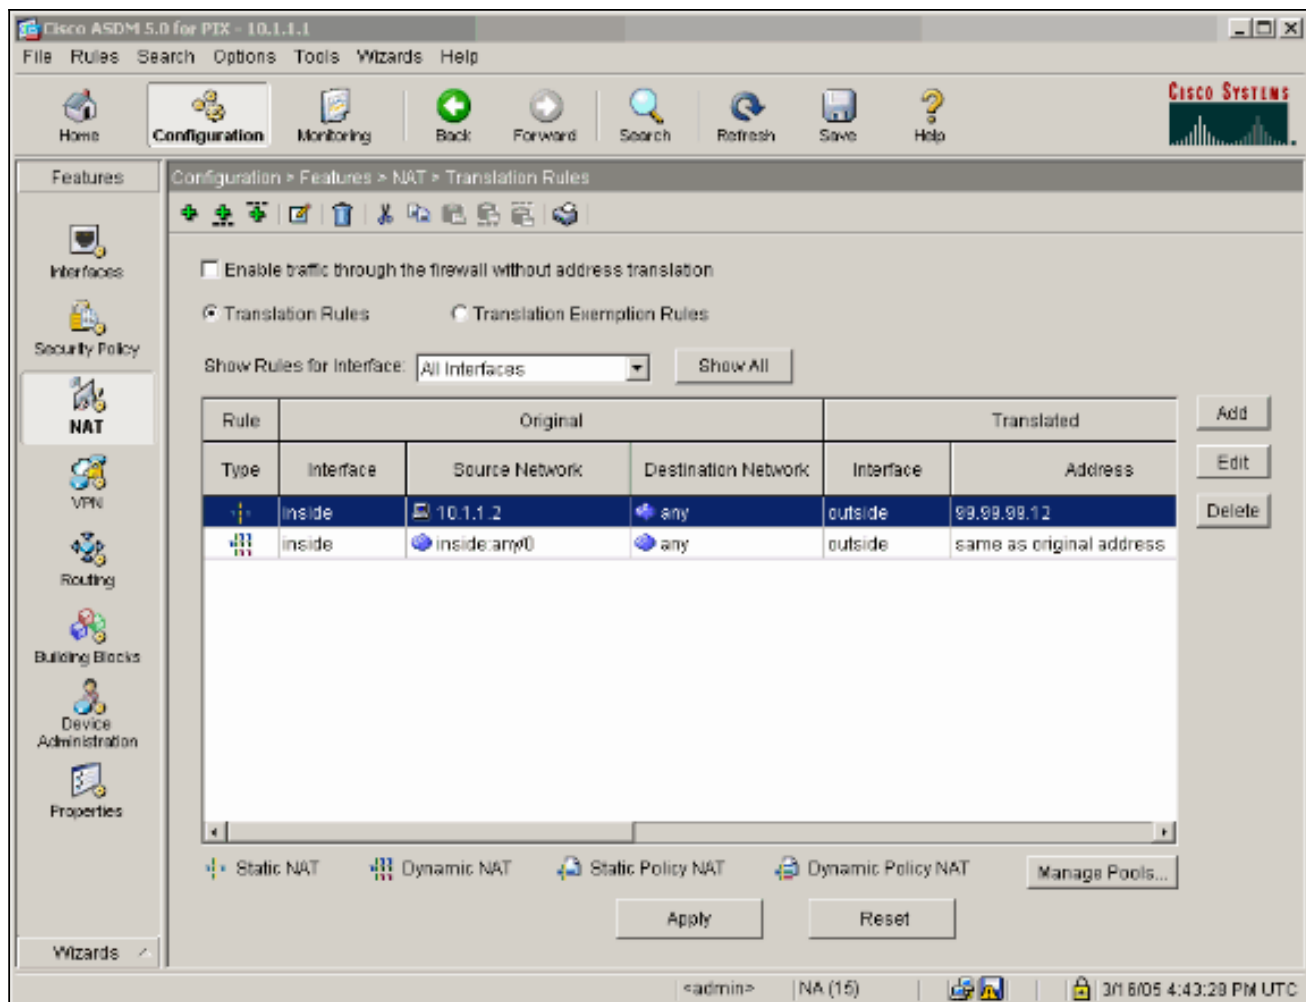 Cisco ASDM 5.0 for PIX - 10.1.1.1
File Rules Search Options Tools Wizards Help
Home Configuration Monitoring Back Forward Search Refresh Save Help
CISCO SYSTEMS
Features
Configuration > Features > NAT > Translation Rules
Interfaces
Security Policy
NAT
VPN
Routing
Building Blocks
Device
Administration
Properties
Wizards
Enable traffic through the firewall without address translation
Translation Rules Translation Exemption Rules
Show Rules for Interface: All Interfaces Show All
Rule Original Translated
Type Interface Source Network Destination Network Interface Address
inside 10.1.1.2 any outside 99.99.99.12
inside inside:any/0 any outside same as original address
Add
Edit
Delete
Static NAT Dynamic NAT Static Policy NAT Dynamic Policy NAT Manage Pools...
Apply Reset
<admin> NA (15) 3/16/05 4:43:28 PM UTC